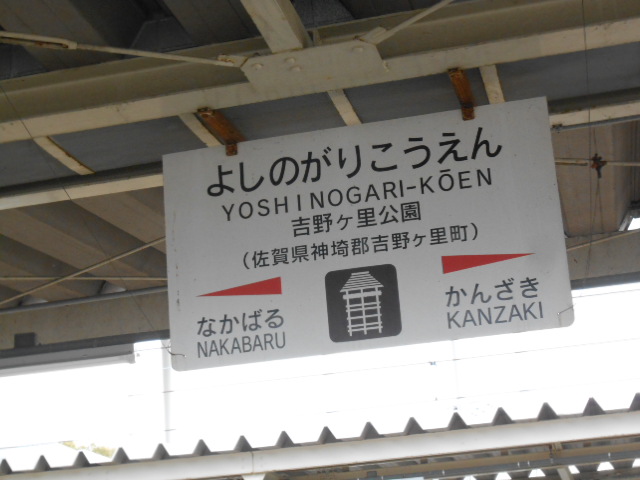 よしのがりこうえん
YOSHINOGARI-KŌEN
吉野ヶ里公園
(佐賀県神埼郡吉野ヶ里町)
なかばる
NAKABARU
かんざき
KANZAKI